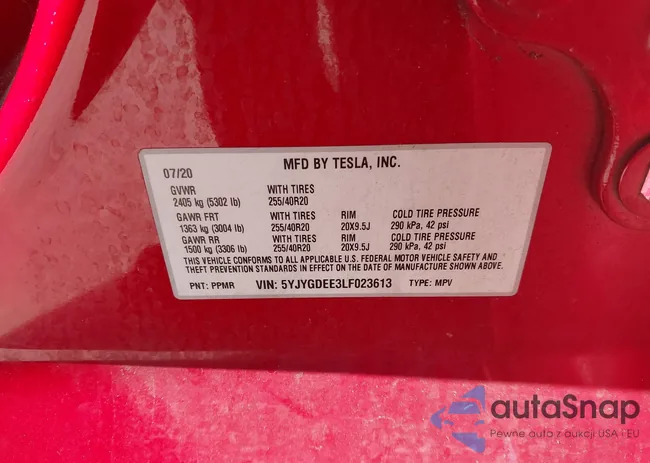 MFD BY TESLA, INC.
07/20
GVWR WITH TIRES
2405 kg (5302 lb) 255/40R20
GAWR FRT WITH TIRES RIM COLD TIRE PRESSURE
1363 kg (3004 lb) 255/40R20 20X9.5J 290 kPa, 42 psi
GAWR RR WITH TIRES RIM COLD TIRE PRESSURE
1500 kg (3306 lb) 255/40R20 20X9.5J 290 kPa, 42 psi
THIS VEHICLE CONFORMS TO ALL APPLICABLE U.S. FEDERAL MOTOR VEHICLE SAFETY AND
THEFT PREVENTION STANDARDS IN EFFECT ON THE DATE OF MANUFACTURE SHOWN ABOVE.
PNT: PPMR VIN: 5YJYGDEE3LF023613 TYPE: MPV
autaSnap
Pewne auta z aukcji USA i EU